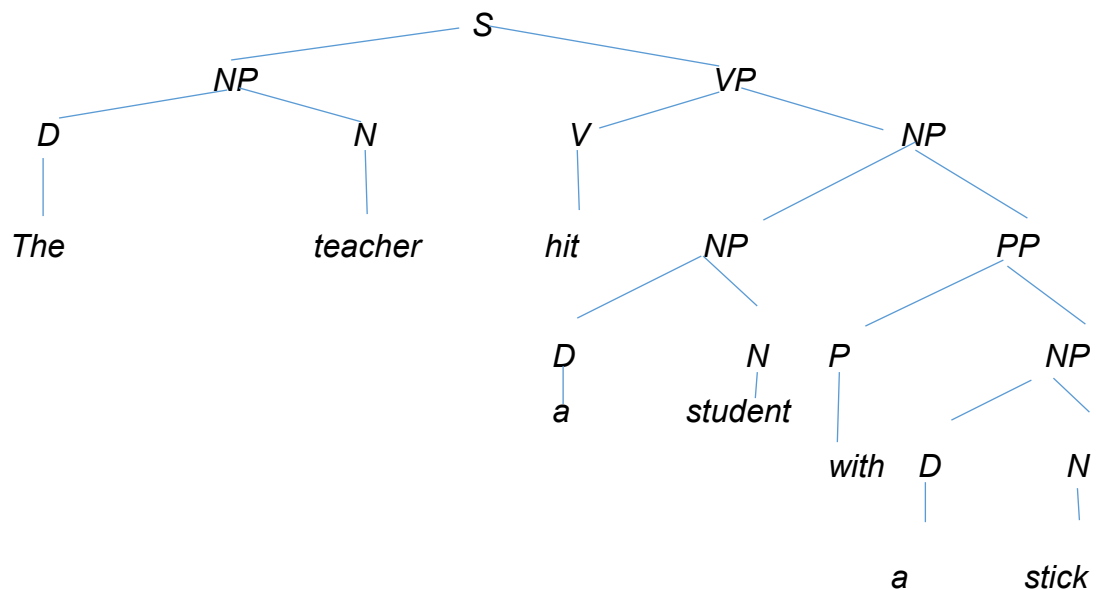 S
NP VP
D N V NP
The teacher hit NP PP
D N P NP
a student
with D N
a stick